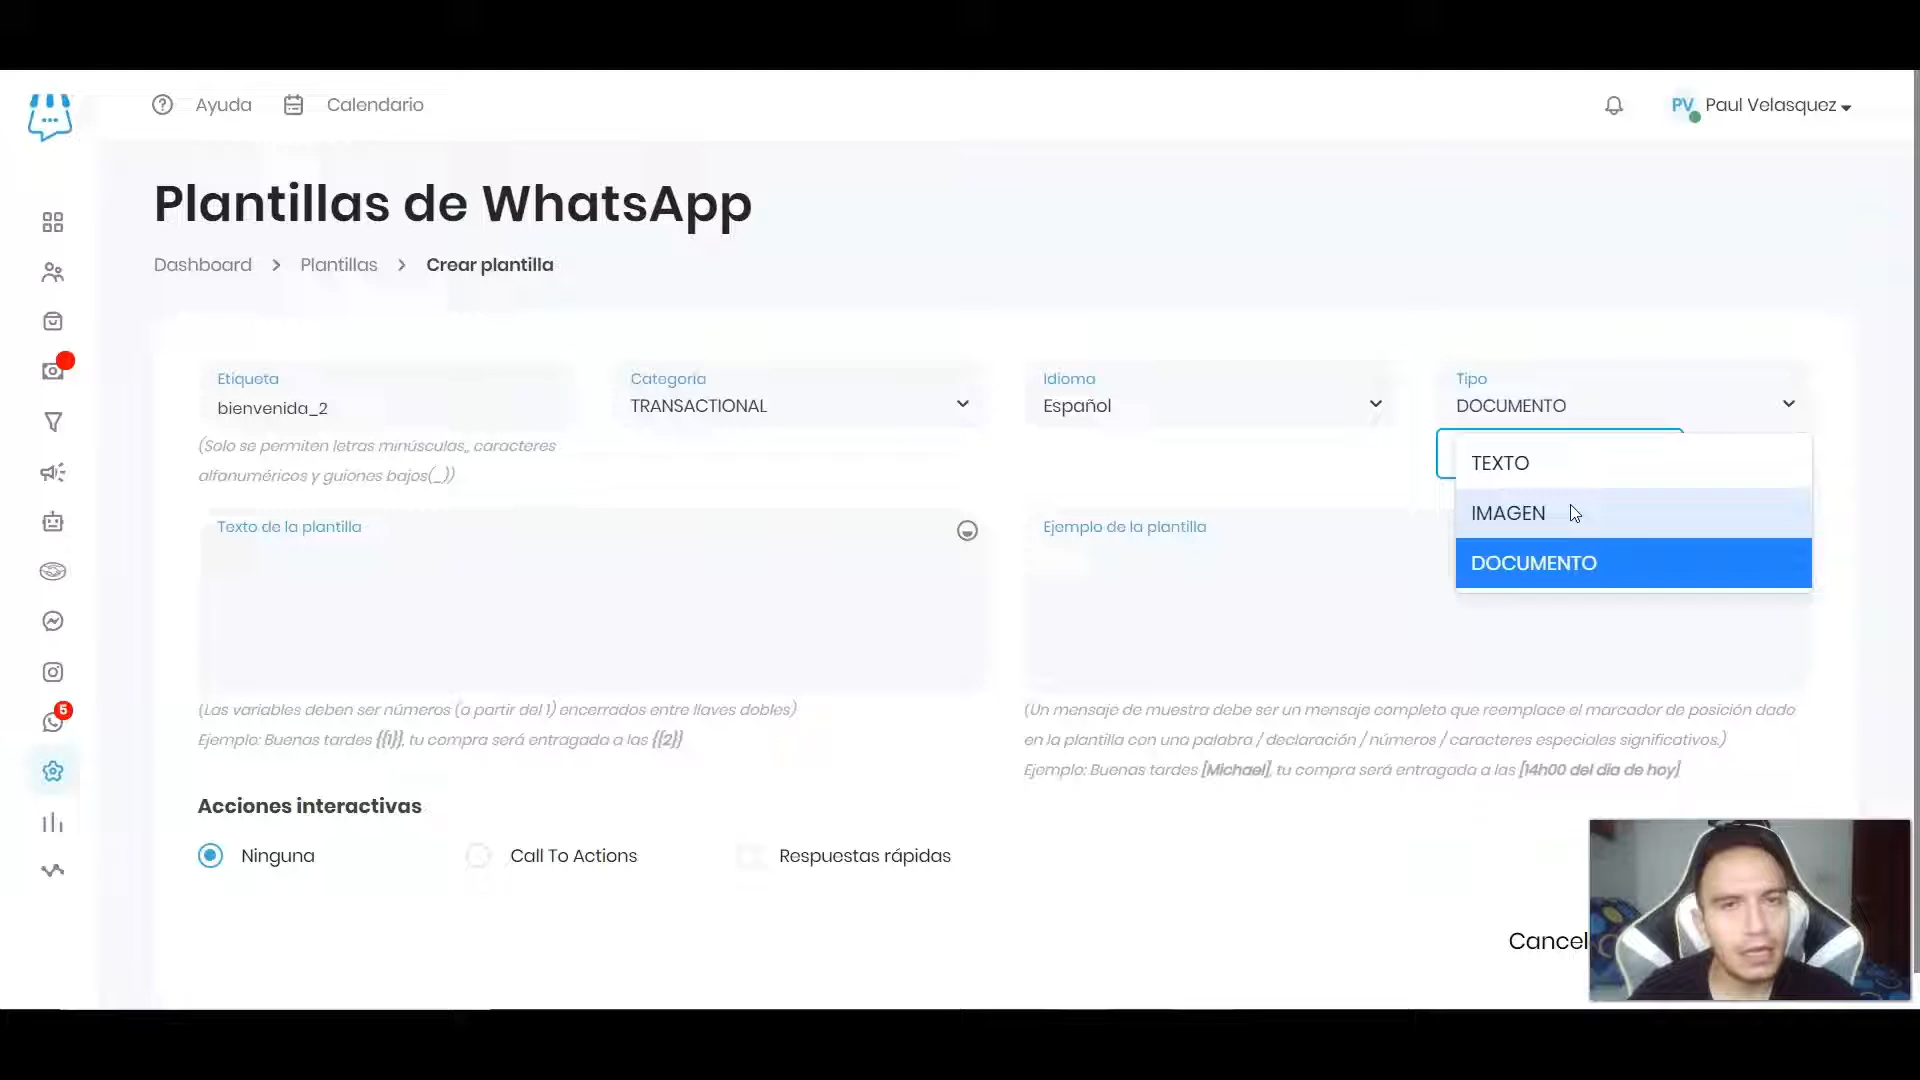 Ayuda
Calendario
PV
Paul Velasquez
Plantillas de WhatsApp
Dashboard > Plantillas > Crear plantilla
Etiqueta
bienvenida_2
(Solo se permiten letras minúsculas,, caracteres
alfanuméricos y guiones bajos(_))
Categoría
TRANSACTIONAL
Idioma
Español
Tipo
DOCUMENTO
TEXTO
IMAGEN
DOCUMENTO
Texto de la plantilla
(Las variables deben ser números (a partir del 1) encerrados entre llaves dobles)
Ejemplo: Buenas tardes {{1}}, tu compra será entragada a las {{2}}
Ejemplo de la plantilla
(Un mensaje de muestra debe ser un mensaje completo que reemplace el marcador de posición dado
en la plantilla con una palabra / declaración / números / caracteres especiales significativos.)
Ejemplo: Buenas tardes [Michael], tu compra será entragada a las [14h00 del día de hoy]
5
Acciones interactivas
Ninguna
Call To Actions
Respuestas rápidas
Cancel